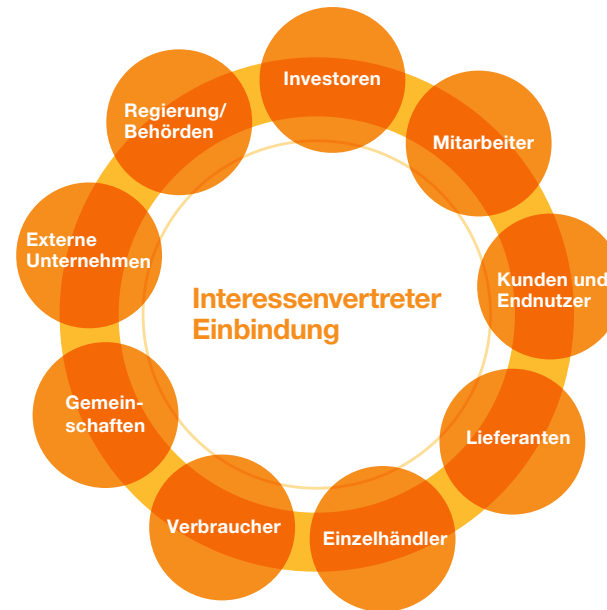 Investoren
Mitarbeiter
Kunden und
Endnutzer
Lieferanten
Einzelhändler
Verbraucher
Gemein-
schaften
Externe
Unternehmen
Regierung/
Behörden
Interessenvertreter
Einbindung